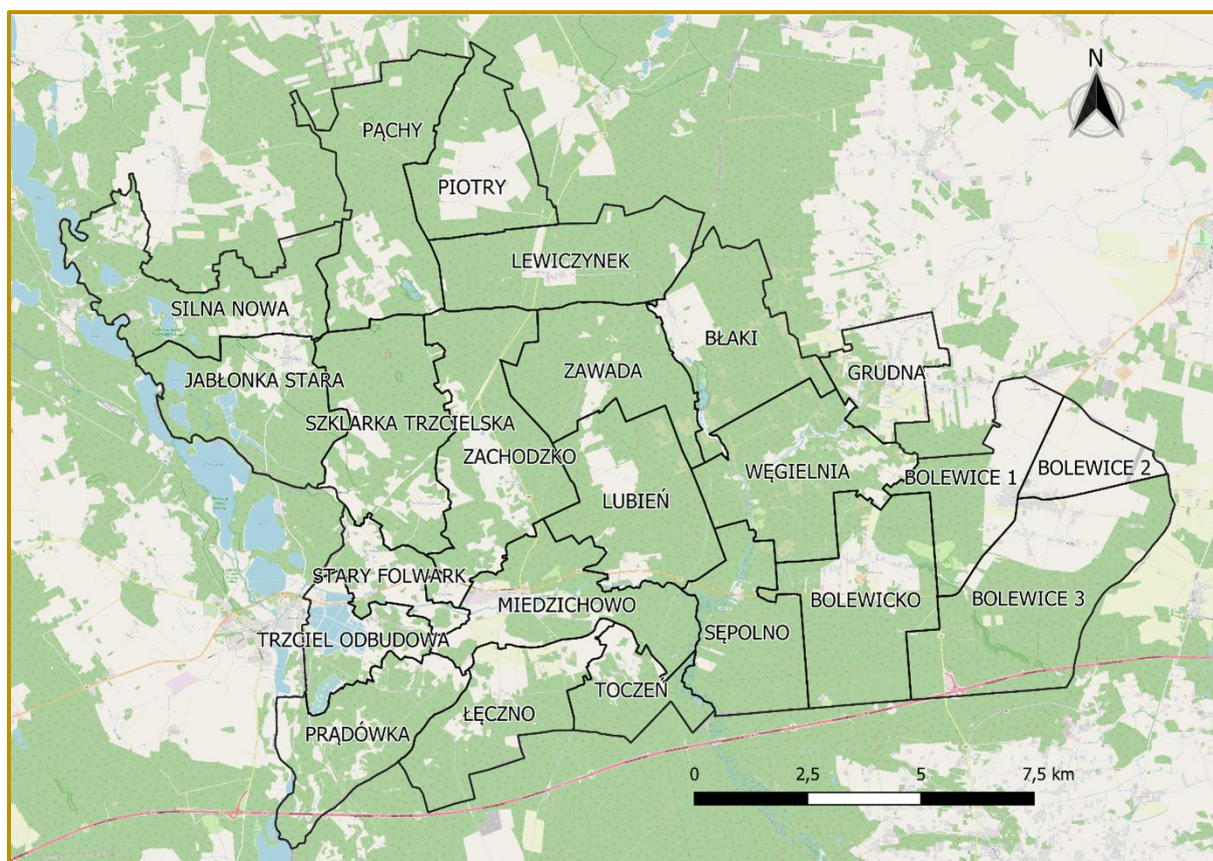 N
PĄCHY
PIOTRY
LEWICZYNEK
SILNA NOWA
BŁAKI
JABŁONKA STARA
ZAWADA
GRUDNA
SZKLARKA TRZCIELSKA
ZACHODZKO
WĘGIELNIA
BOLEWICE 1
BOLEWICE 2
LUBIEŃ
STARY FOLWARK
MIEDZICHOWO
BOLEWICKO
BOLEWICE 3
TRZCIEL ODBUDOWA
SĘPOLNO
TOCZEŃ
ŁĘCZNO
PRĄDÓWKA
0 2,5 5 7,5 km